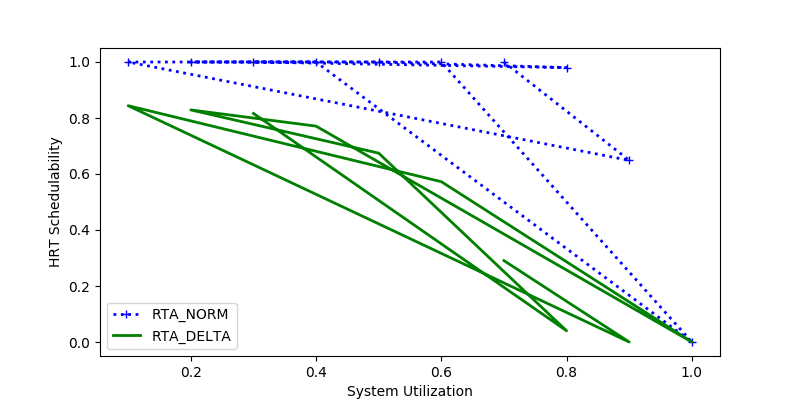 1.0
0.8
0.6
0.4
0.2
0.0
HRT Schedulability
RTA_NORM
RTA_DELTA
0.2 0.4 0.6 0.8 1.0
System Utilization